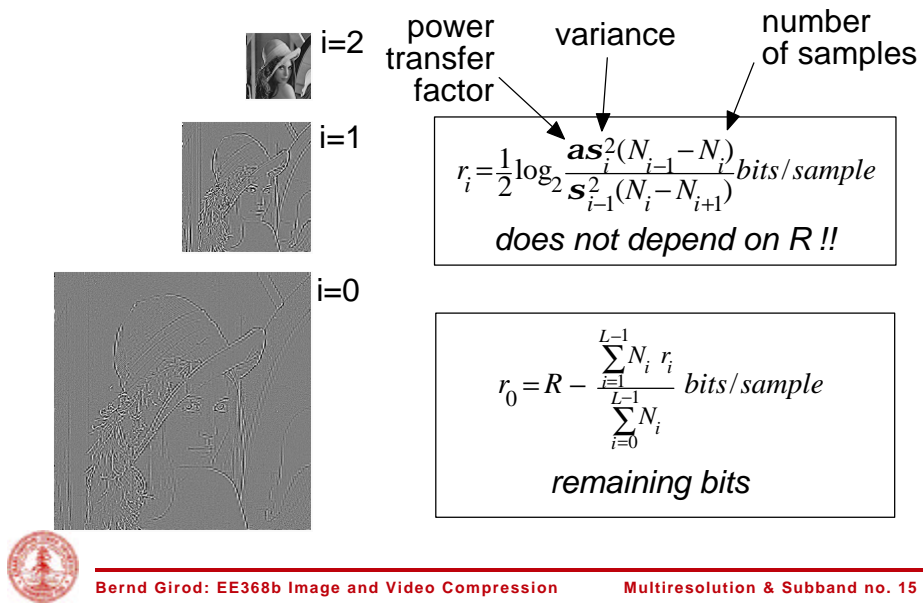 i=2
i=1
i=0
power
transfer
factor
variance
number
of samples
r_i = 1/2 log_2 as_i^2(N_{i-1} − N_i) / s_{i-1}^2(N_i − N_{i+1}) bits/sample
does not depend on R !!
r_0 = R − \sum_{i=1}^{L-1} N_i r_i / \sum_{i=0}^{L-1} N_i bits/sample
remaining bits
Bernd Girod: EE368b Image and Video Compression Multiresolution & Subband no. 15